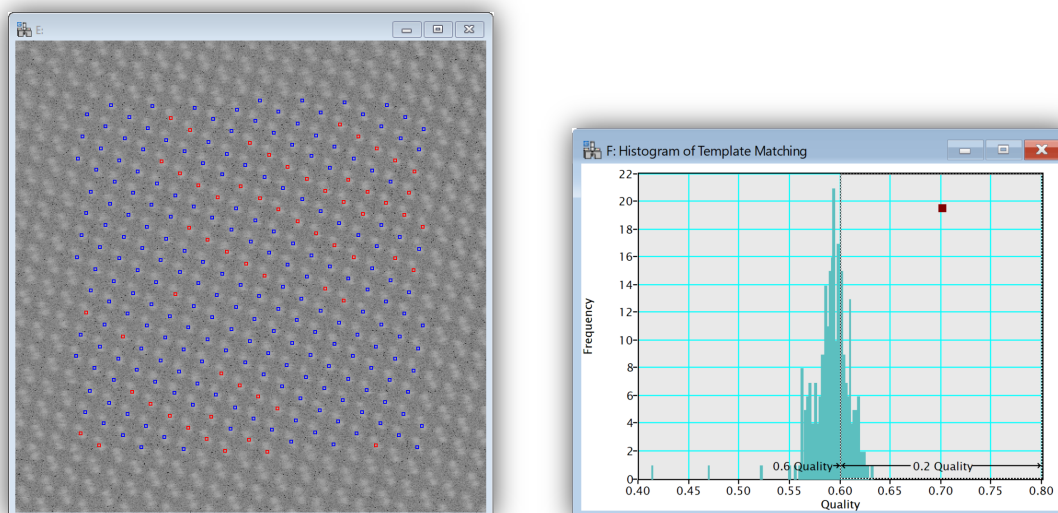 E:
F: Histogram of Template Matching
22
20
18
16
14
12
10
8
6
4
2
0
Frequency
0.6 Quality
0.2 Quality
0.40 0.45 0.50 0.55 0.60 0.65 0.70 0.75 0.80
Quality